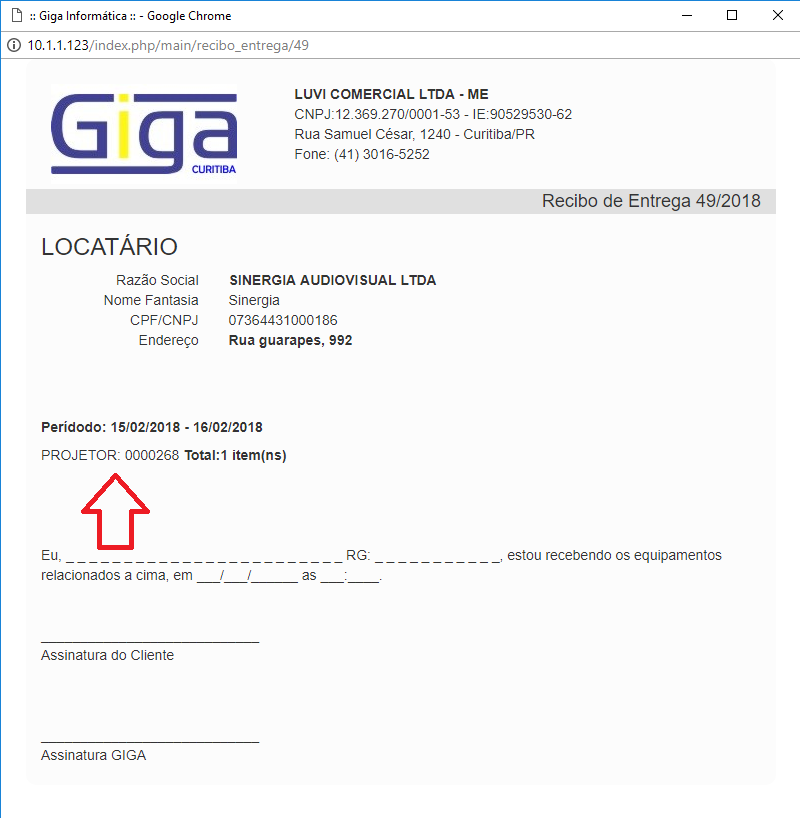 :: Giga Informática :: - Google Chrome
10.1.1.123/index.php/main/recibo_entrega/49
Giga
CURITIBA
LUVI COMERCIAL LTDA - ME
CNPJ:12.369.270/0001-53 - IE:90529530-62
Rua Samuel César, 1240 - Curitiba/PR
Fone: (41) 3016-5252
Recibo de Entrega 49/2018
LOCATÁRIO
Razão Social SINERGIA AUDIOVISUAL LTDA
Nome Fantasia Sinergia
CPF/CNPJ 07364431000186
Endereço Rua guarapes, 992
Perídodo: 15/02/2018 - 16/02/2018
PROJETOR: 0000268 Total:1 item(ns)
Eu, _ _ _ _ _ _ _ _ _ _ _ _ _ _ _ _ _ _ _ _ _ _ _ _ RG: _ _ _ _ _ _ _ _ _ _ _, estou recebendo os equipamentos
relacionados a cima, em ___/___/______ as ___:____.
____________________________
Assinatura do Cliente
____________________________
Assinatura GIGA